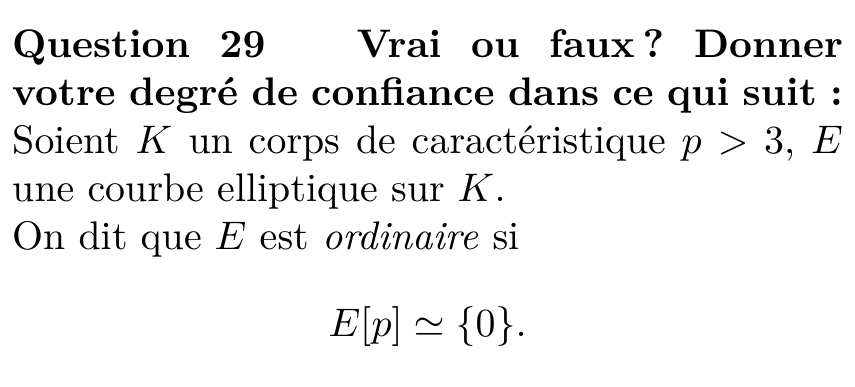 Question 29 Vrai ou faux ? Donner
votre degré de confiance dans ce qui suit :
Soient K un corps de caractéristique p > 3, E
une courbe elliptique sur K.
On dit que E est ordinaire si
E[p] ≃ {0}.